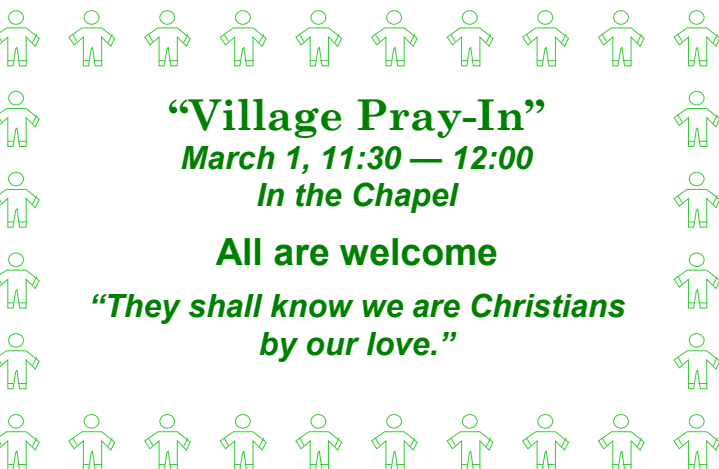 “Village Pray-In”
March 1, 11:30 — 12:00
In the Chapel
All are welcome
“They shall know we are Christians
by our love.”